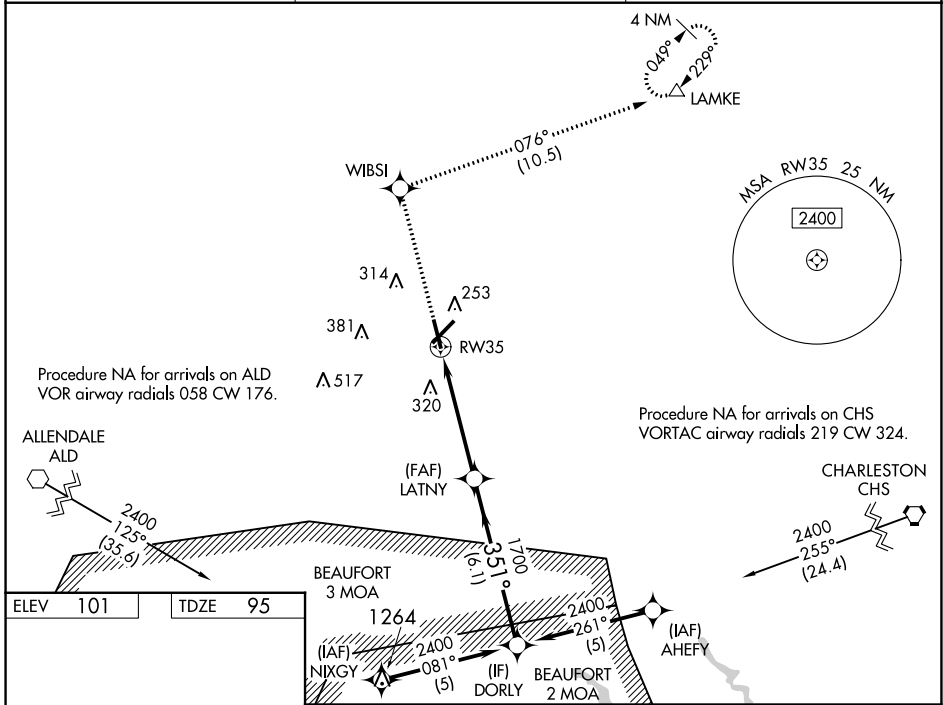 4 NM
049°
229°
LAMKE
076°
(10.5)
WIBSI
MSA RW35 25 NM
2400
314
253
381
RW35
517
320
Procedure NA for arrivals on ALD
VOR airway radials 058 CW 176.
Procedure NA for arrivals on CHS
VORTAC airway radials 219 CW 324.
ALLENDALE
ALD
(FAF)
LATNY
CHARLESTON
CHS
2400
125°
(35.6)
2400
255°
(24.4)
1700
351°
(6.1)
BEAUFORT
3 MOA
ELEV 101
TDZE 95
1264
2400
261°
(5)
(IAF)
AHEFY
(IAF)
NIXGY
2400
081°
(5)
(IF)
DORLY
BEAUFORT
2 MOA